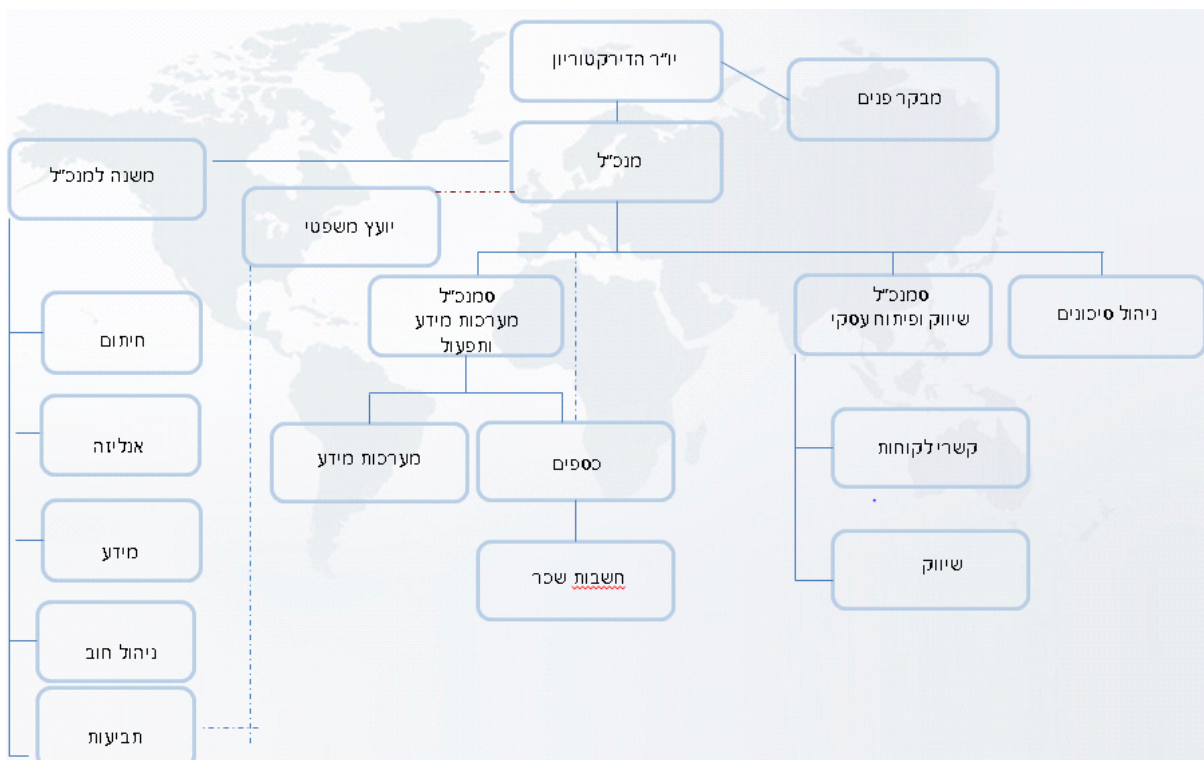 יו"ר הדירקטוריון
מבקר פנים
מנכ"ל
משנה למנכ"ל
יועץ משפטי
סמנכ"ל
מערכות מידע
ותפעול
סמנכ"ל
שיווק ופיתוח עסקי
ניהול סיכונים
חיתום
אנליזה
מידע
ניהול חוב
תביעות
מערכות מידע
כספים
חשבות שכר
קשרי לקוחות
שיווק